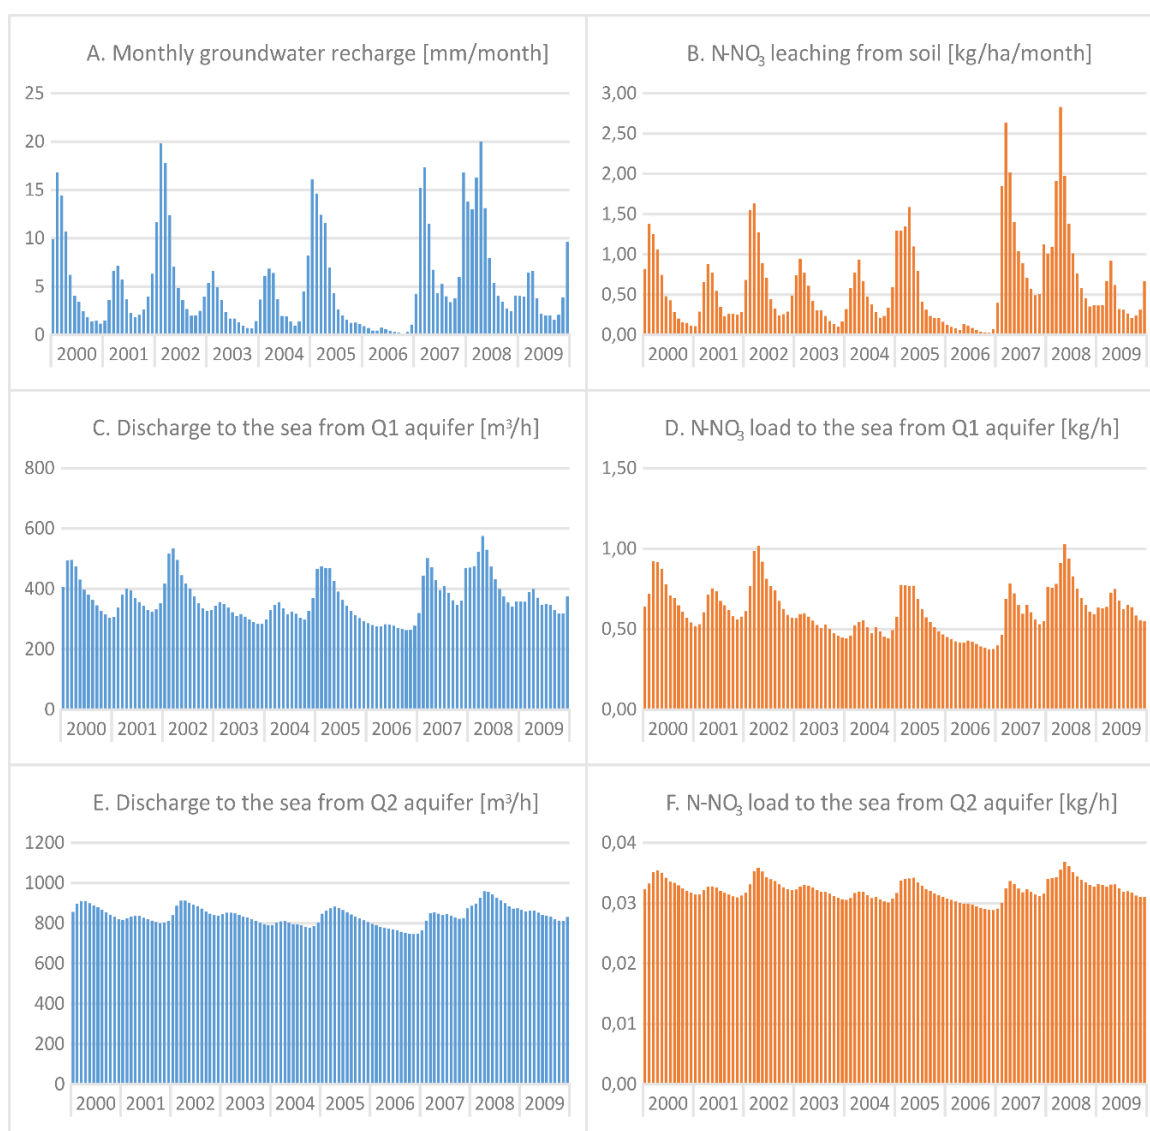 A. Monthly groundwater recharge [mm/month]
25
20
15
10
5
0
2000 2001 2002 2003 2004 2005 2006 2007 2008 2009
B. N-NO₃ leaching from soil [kg/ha/month]
3,00
2,50
2,00
1,50
1,00
0,50
0,00
2000 2001 2002 2003 2004 2005 2006 2007 2008 2009
C. Discharge to the sea from Q1 aquifer [m³/h]
800
600
400
200
0
2000 2001 2002 2003 2004 2005 2006 2007 2008 2009
D. N-NO₃ load to the sea from Q1 aquifer [kg/h]
1,50
1,00
0,50
0,00
2000 2001 2002 2003 2004 2005 2006 2007 2008 2009
E. Discharge to the sea from Q2 aquifer [m³/h]
1200
1000
800
600
400
200
0
2000 2001 2002 2003 2004 2005 2006 2007 2008 2009
F. N-NO₃ load to the sea from Q2 aquifer [kg/h]
0,04
0,03
0,02
0,01
0,00
2000 2001 2002 2003 2004 2005 2006 2007 2008 2009